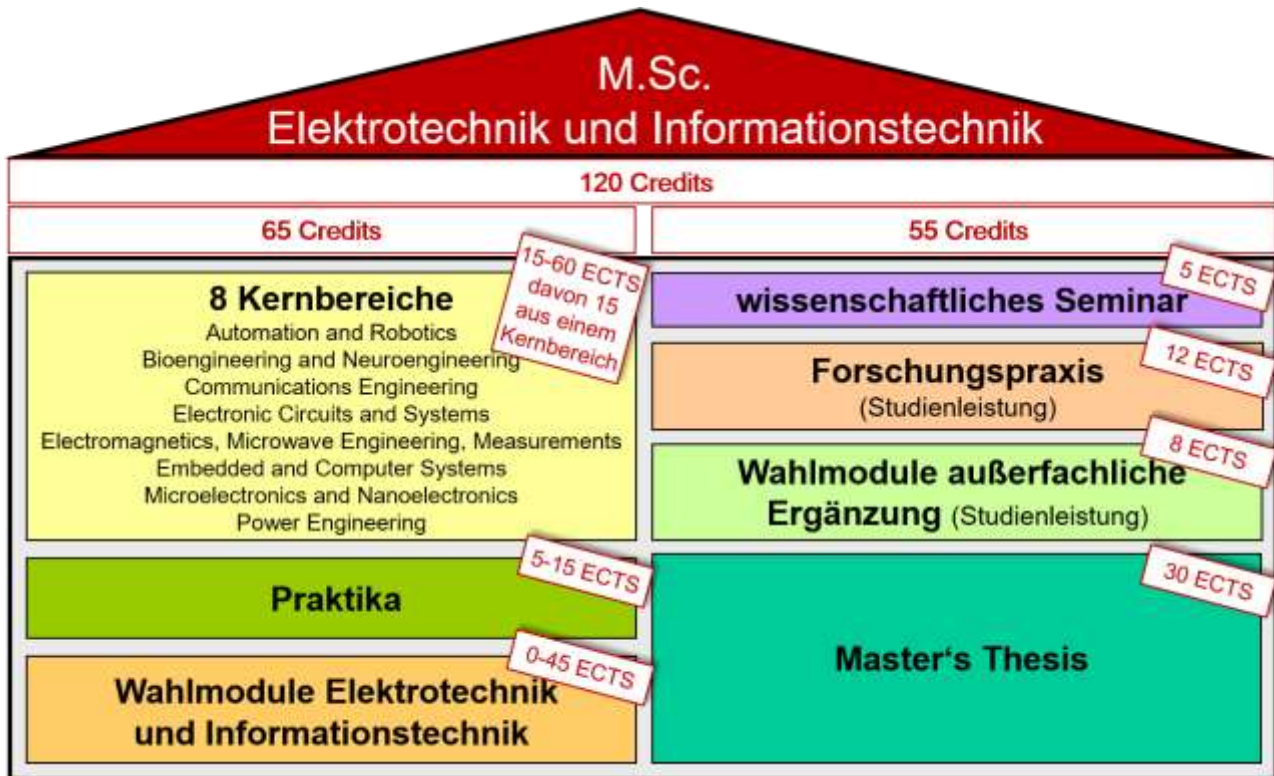 M.Sc.
Elektrotechnik und Informationstechnik
120 Credits
65 Credits
55 Credits
8 Kernbereiche
Automation and Robotics
Bioengineering and Neuroengineering
Communications Engineering
Electronic Circuits and Systems
Electromagnetics, Microwave Engineering, Measurements
Embedded and Computer Systems
Microelectronics and Nanoelectronics
Power Engineering
15-60 ECTS
davon 15
aus einem
Kernbereich
Praktika
5-15 ECTS
Wahlmodule Elektrotechnik
und Informationstechnik
0-45 ECTS
wissenschaftliches Seminar
5 ECTS
Forschungspraxis
(Studienleistung)
12 ECTS
Wahlmodule außerfachliche
Ergänzung (Studienleistung)
8 ECTS
Master‘s Thesis
30 ECTS